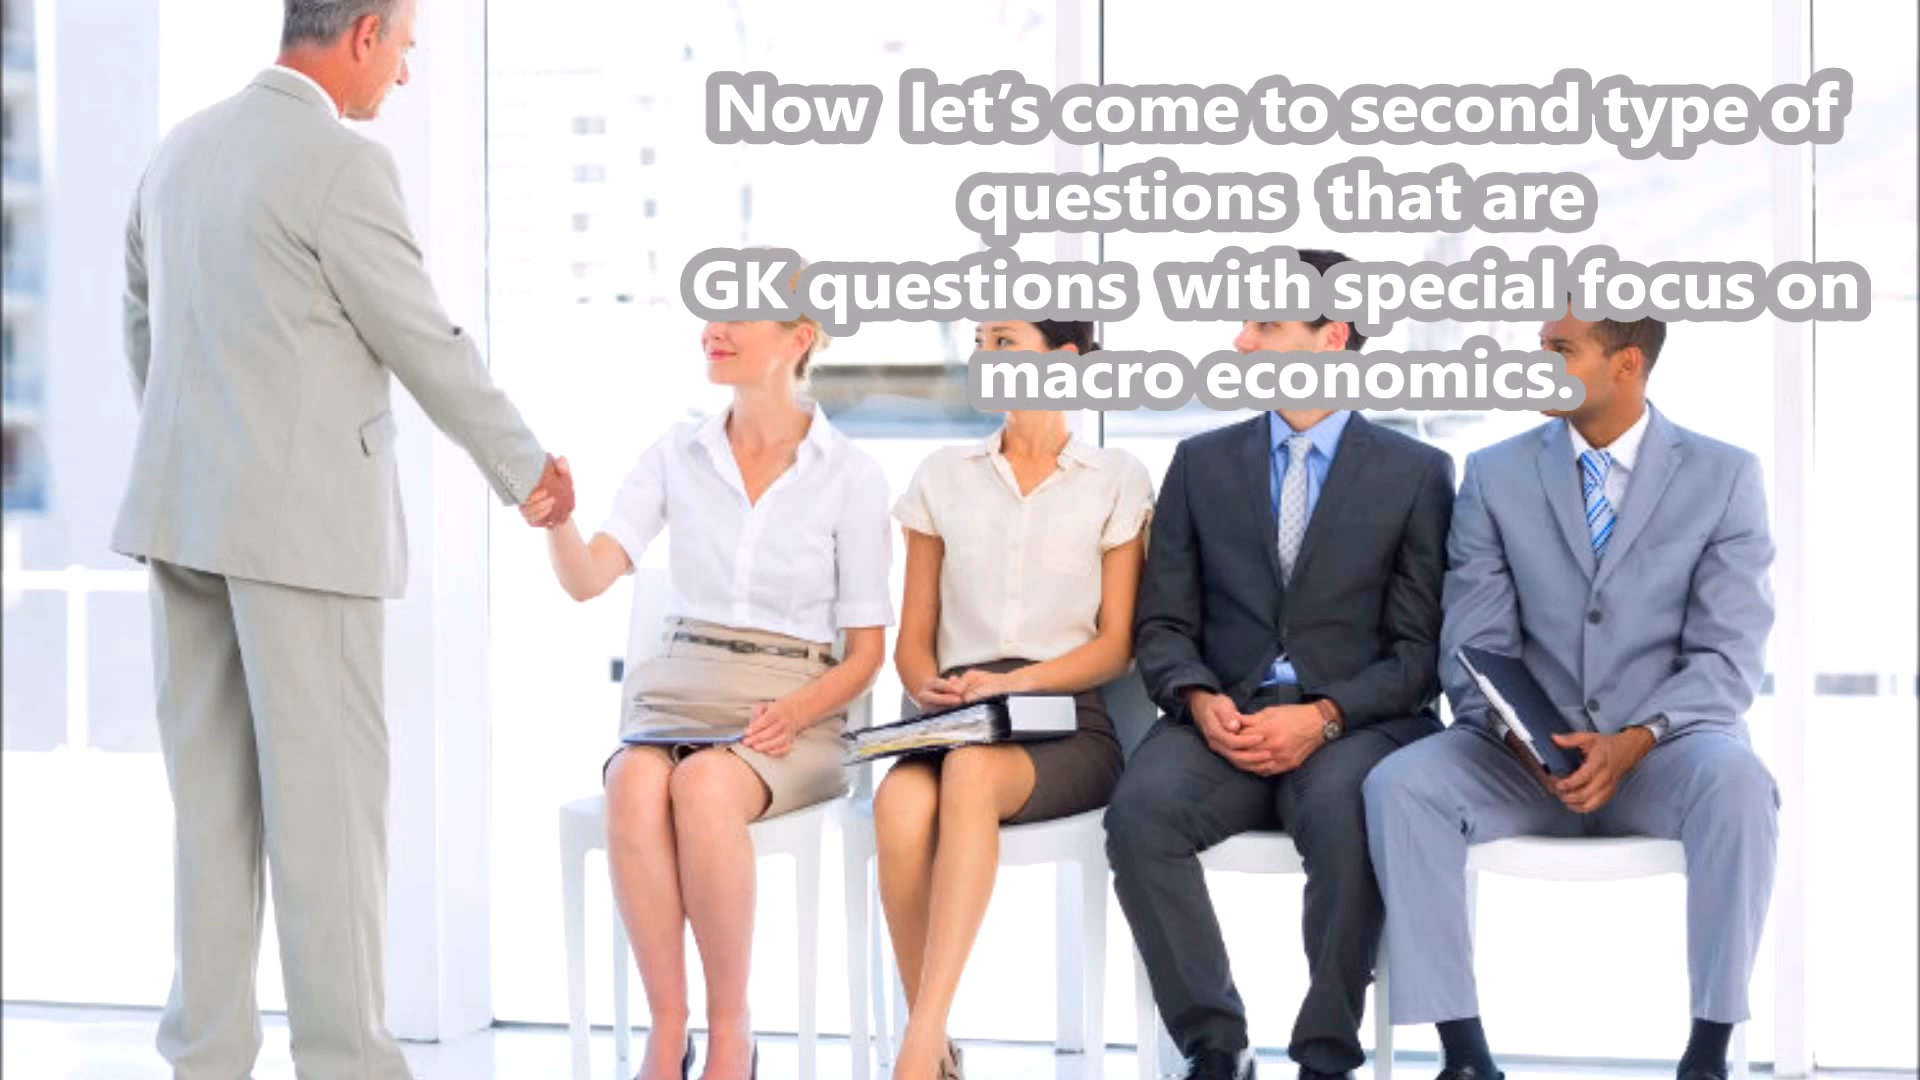 Now let’s come to second type of
questions that are
GK questions with special focus on
macro economics.